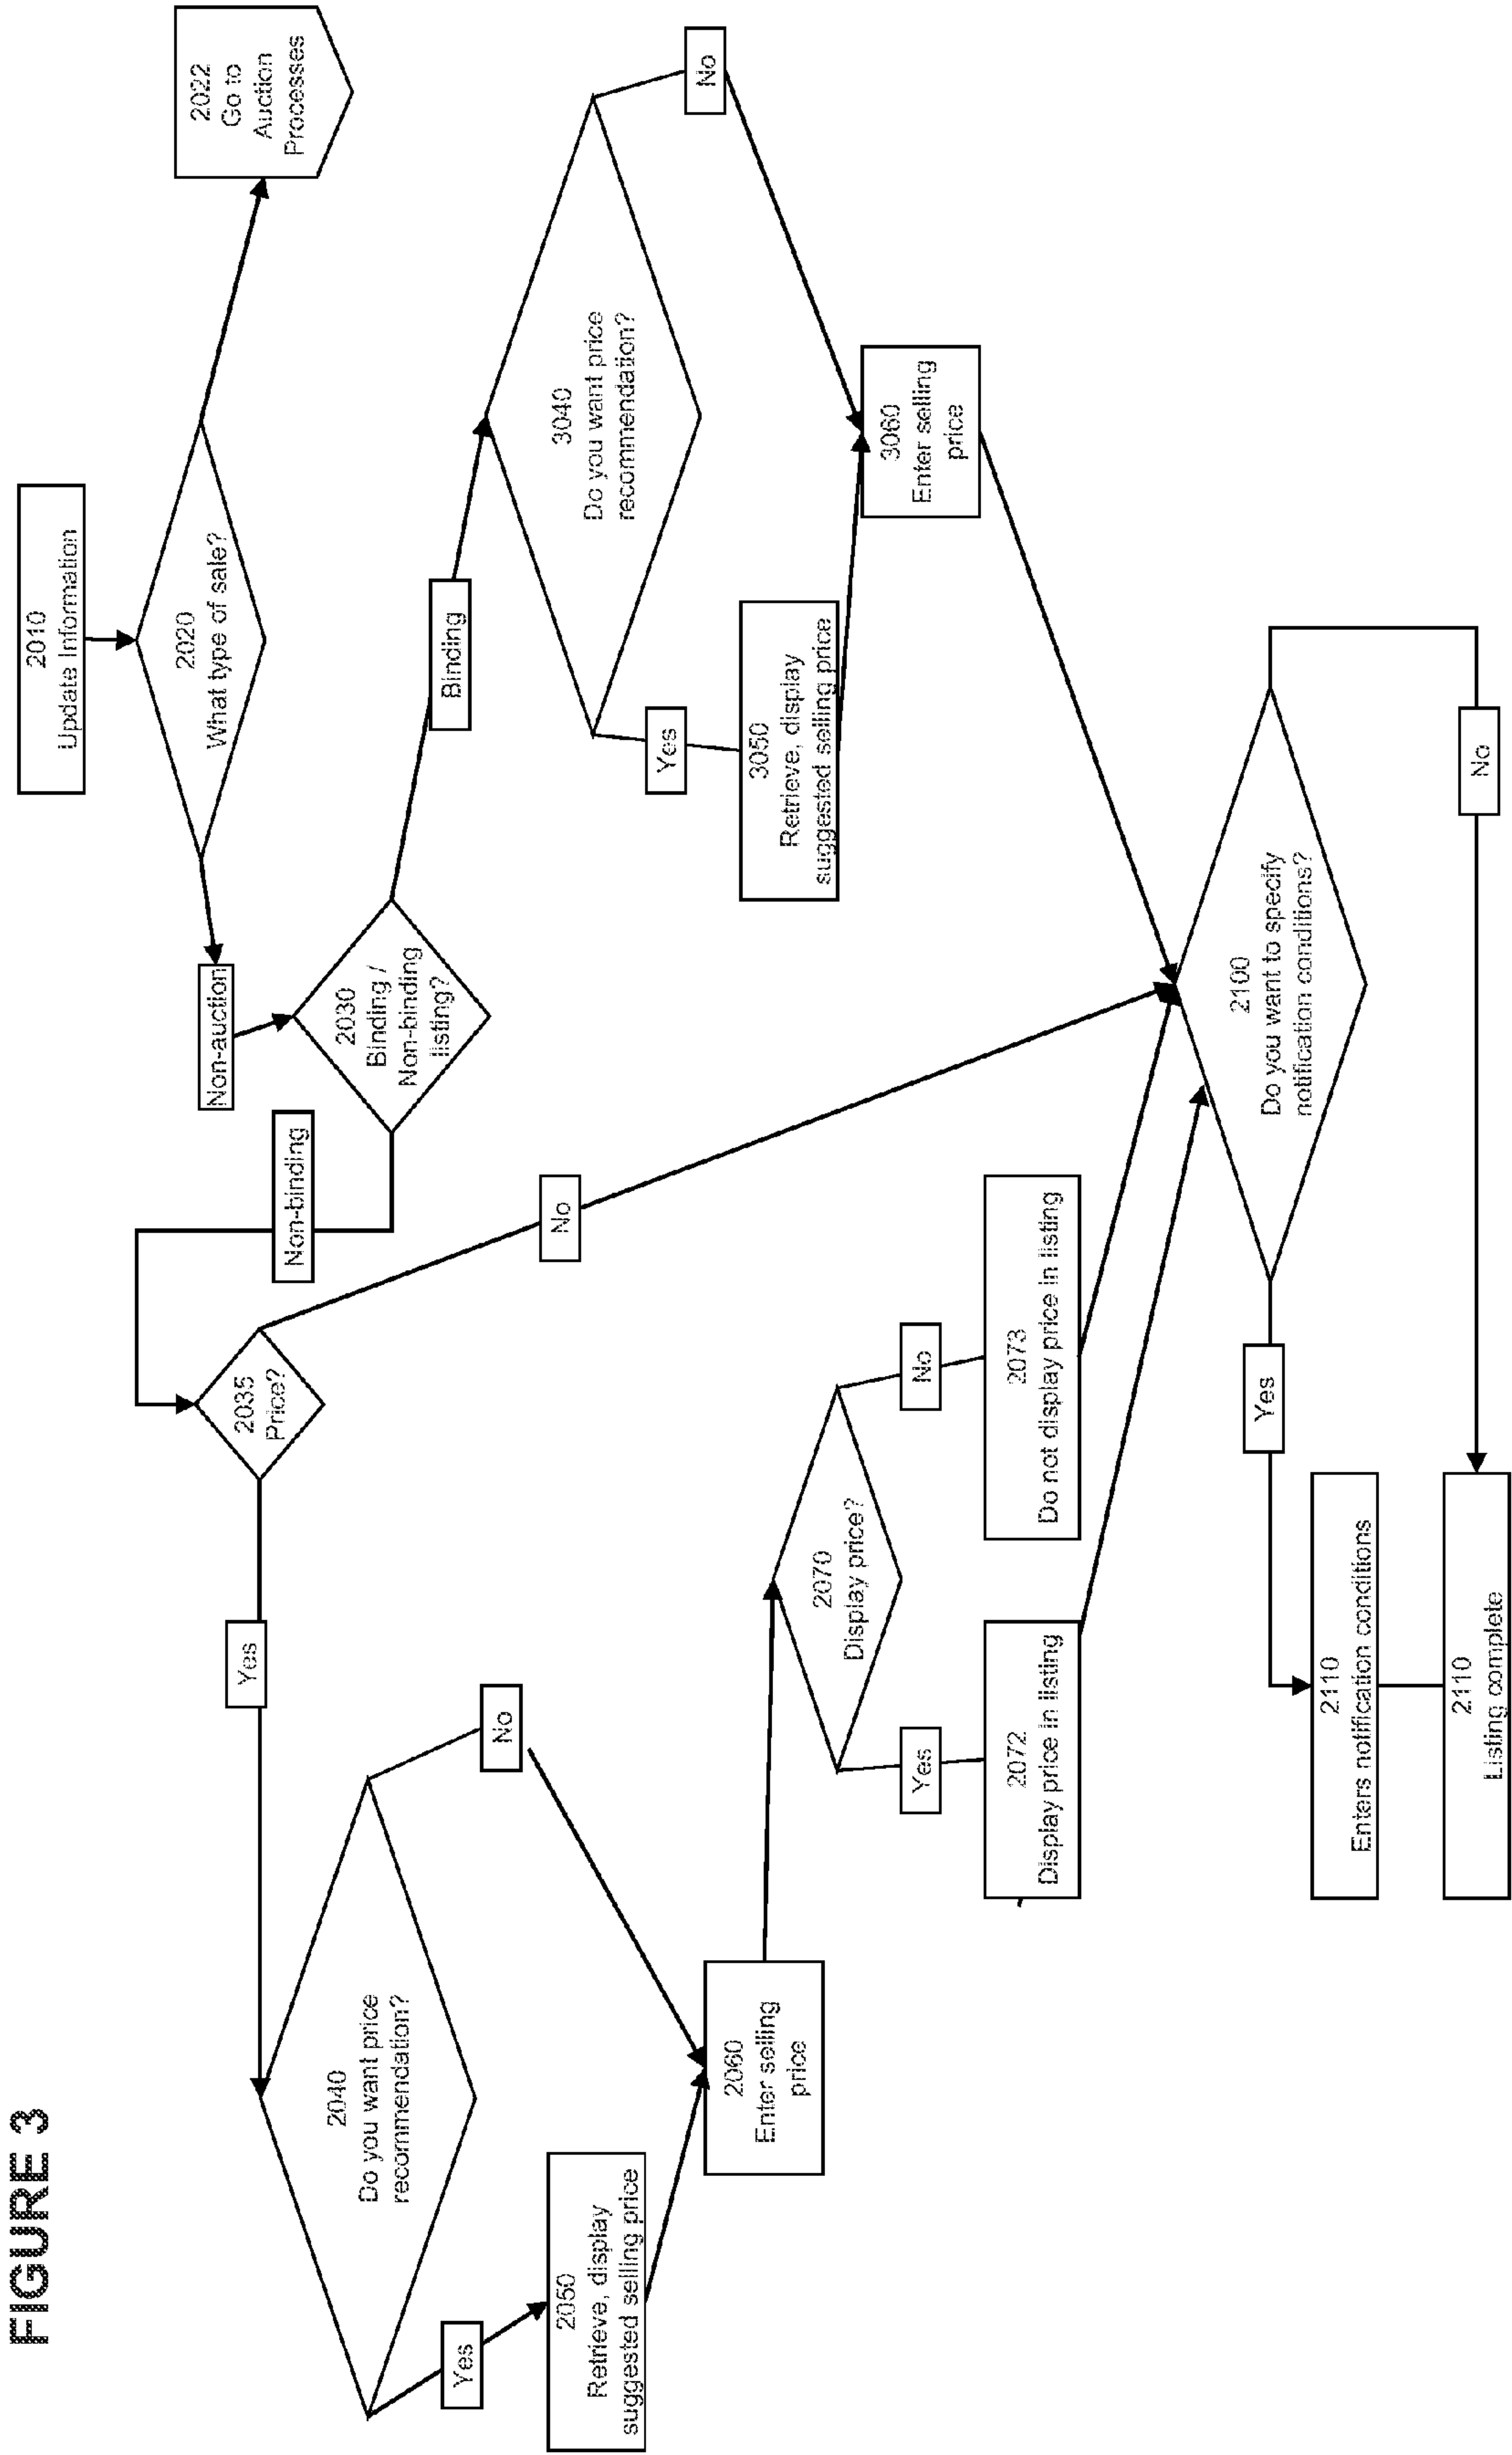 FIGURE 3
2010
Update Information
2020
What type of sale?
2022
Go to
Auction
Processes
Non-auction
2030
Binding /
Non-binding
listing?
Non-binding
Binding
2035
Price?
Yes
No
2040
Do you want price
recommendation?
Yes
No
2050
Retrieve, display
suggested selling price
2060
Enter selling
price
2070
Display price?
Yes
No
2072
Display price in listing
2073
Do not display price in listing
3040
Do you want price
recommendation?
Yes
No
3050
Retrieve, display
suggested selling price
3060
Enter selling
price
2100
Do you want to specify
notification conditions?
Yes
No
2110
Enters notification conditions
2110
Listing complete